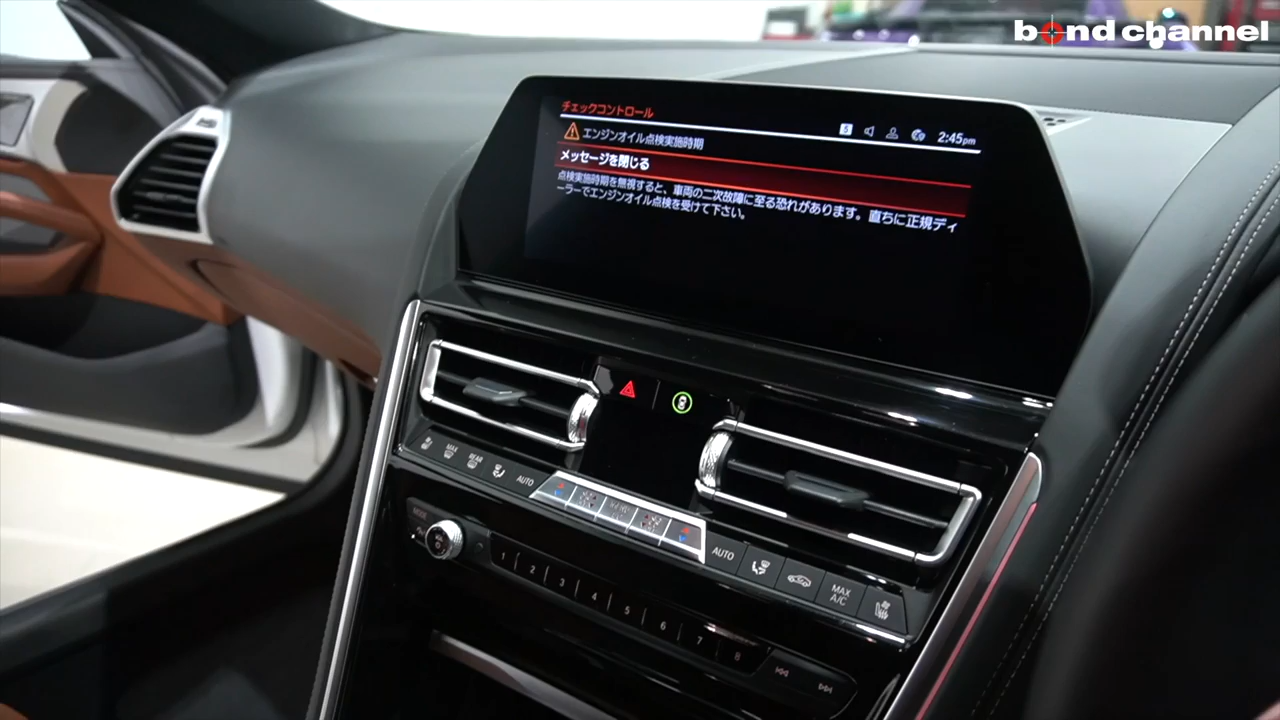 bond channel
チェックコントロール
S 2:45pm
エンジンオイル点検実施時期
メッセージを閉じる
点検実施時期を無視すると、車両の二次故障に至る恐れがあります。直ちに正規ディ
ーラーでエンジンオイル点検を受けて下さい。
MAX REAR AUTO
AUTO MAX A/C
MODE
1 2 3 4 5 6 7 8